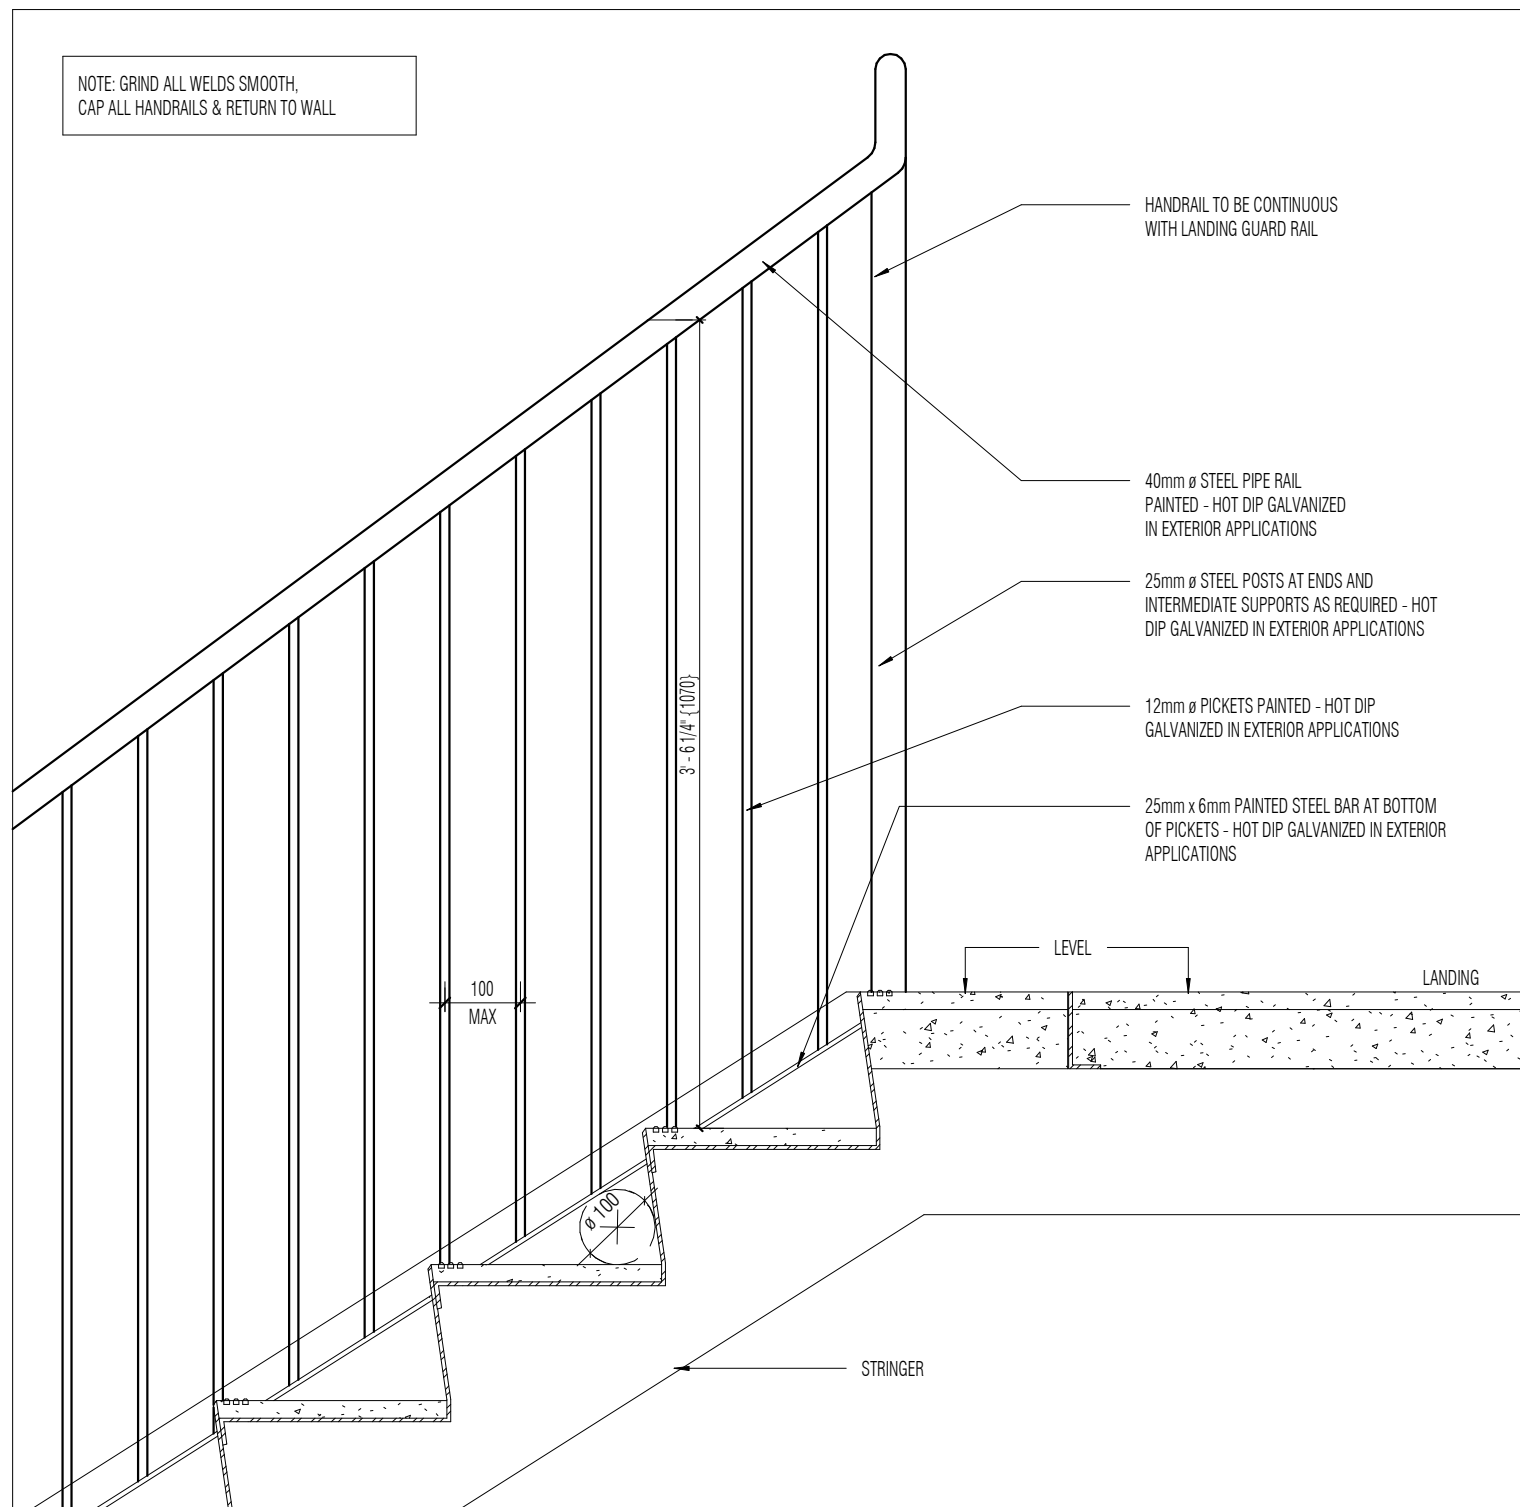 NOTE: GRIND ALL WELDS SMOOTH,
CAP ALL HANDRAILS & RETURN TO WALL
HANDRAIL TO BE CONTINUOUS
WITH LANDING GUARD RAIL
40mm ø STEEL PIPE RAIL
PAINTED - HOT DIP GALVANIZED
IN EXTERIOR APPLICATIONS
25mm ø STEEL POSTS AT ENDS AND
INTERMEDIATE SUPPORTS AS REQUIRED - HOT
DIP GALVANIZED IN EXTERIOR APPLICATIONS
3' - 6 1/4" {1070}
12mm ø PICKETS PAINTED - HOT DIP
GALVANIZED IN EXTERIOR APPLICATIONS
25mm x 6mm PAINTED STEEL BAR AT BOTTOM
OF PICKETS - HOT DIP GALVANIZED IN EXTERIOR
APPLICATIONS
LEVEL
LANDING
100
MAX
ø 100
STRINGER